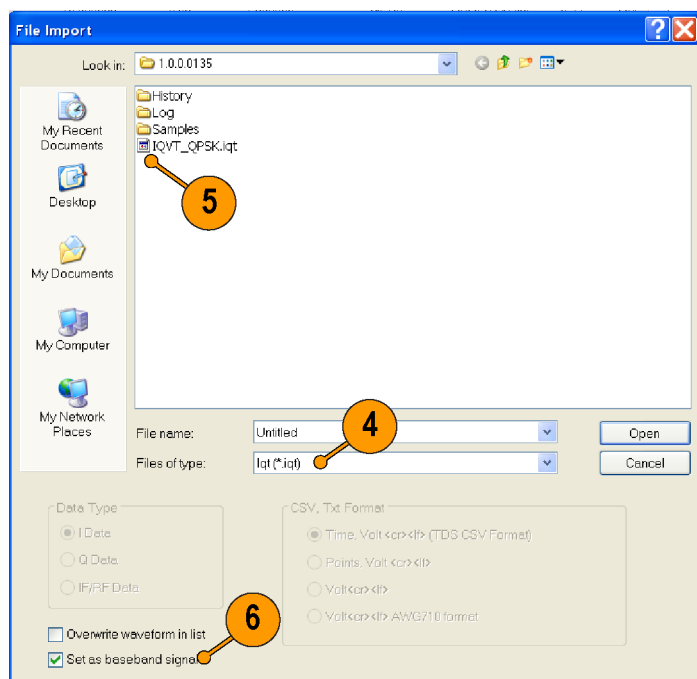 File Import
Look in: 1.0.0.0135
History
Log
Samples
IQVT_QPSK.iqt
5
My Recent
Documents
Desktop
My Documents
My Computer
My Network
Places
File name: Untitled
4
Open
Files of type: Iqt (*.iqt)
Cancel
Data Type
I Data
Q Data
IF/RF Data
CSV, Txt Format
Time, Volt <cr><lf> (TDS CSV Format)
Points, Volt <cr><lf>
Volt<cr><lf>
Volt<cr><lf> AWG710 format
6
Overwrite waveform in list
Set as baseband signal